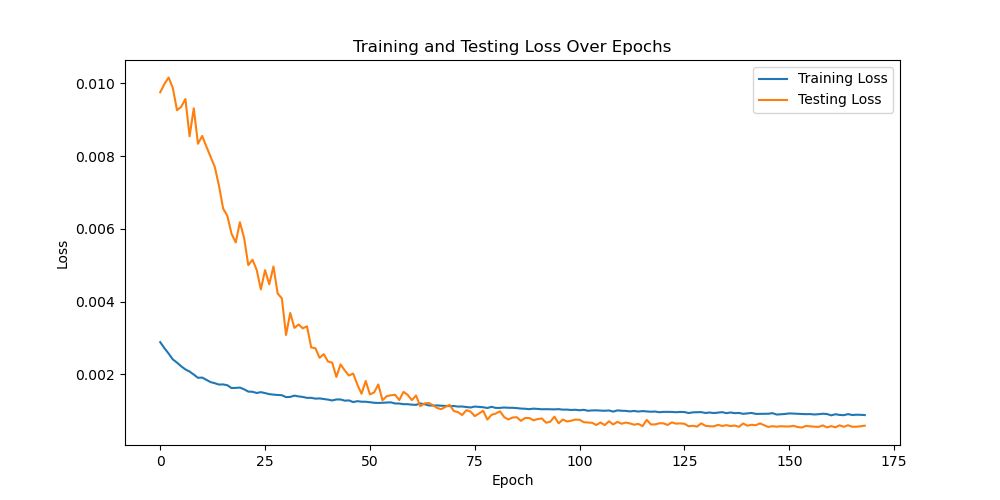 Training and Testing Loss Over Epochs
Training Loss
Testing Loss
0.010
0.008
0.006
0.004
0.002
Loss
0 25 50 75 100 125 150 175
Epoch